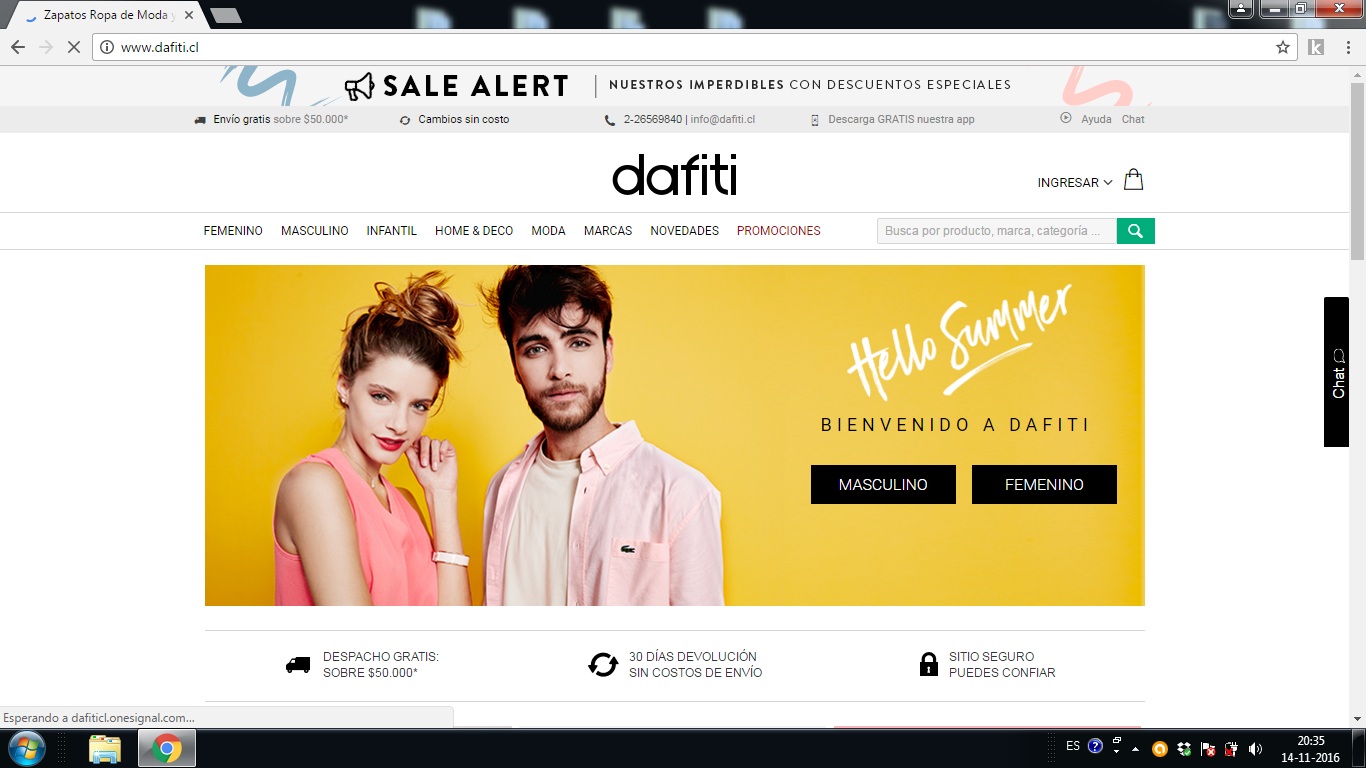 Zapatos Ropa de Moda y
www.dafiti.cl
SALE ALERT | NUESTROS IMPERDIBLES CON DESCUENTOS ESPECIALES
Envío gratis sobre $50.000*
Cambios sin costo
2-26569840 | info@dafiti.cl
Descarga GRATIS nuestra app
Ayuda
Chat
dafiti
INGRESAR
FEMENINO
MASCULINO
INFANTIL
HOME & DECO
MODA
MARCAS
NOVEDADES
PROMOCIONES
Busca por producto, marca, categoría ...
Hello Summer
BIENVENIDO A DAFITI
MASCULINO
FEMENINO
Chat
DESPACHO GRATIS:
SOBRE $50.000*
30 DÍAS DEVOLUCIÓN
SIN COSTOS DE ENVÍO
SITIO SEGURO
PUEDES CONFIAR
Esperando a dafiticl.onesignal.com...
ES
20:35
14-11-2016